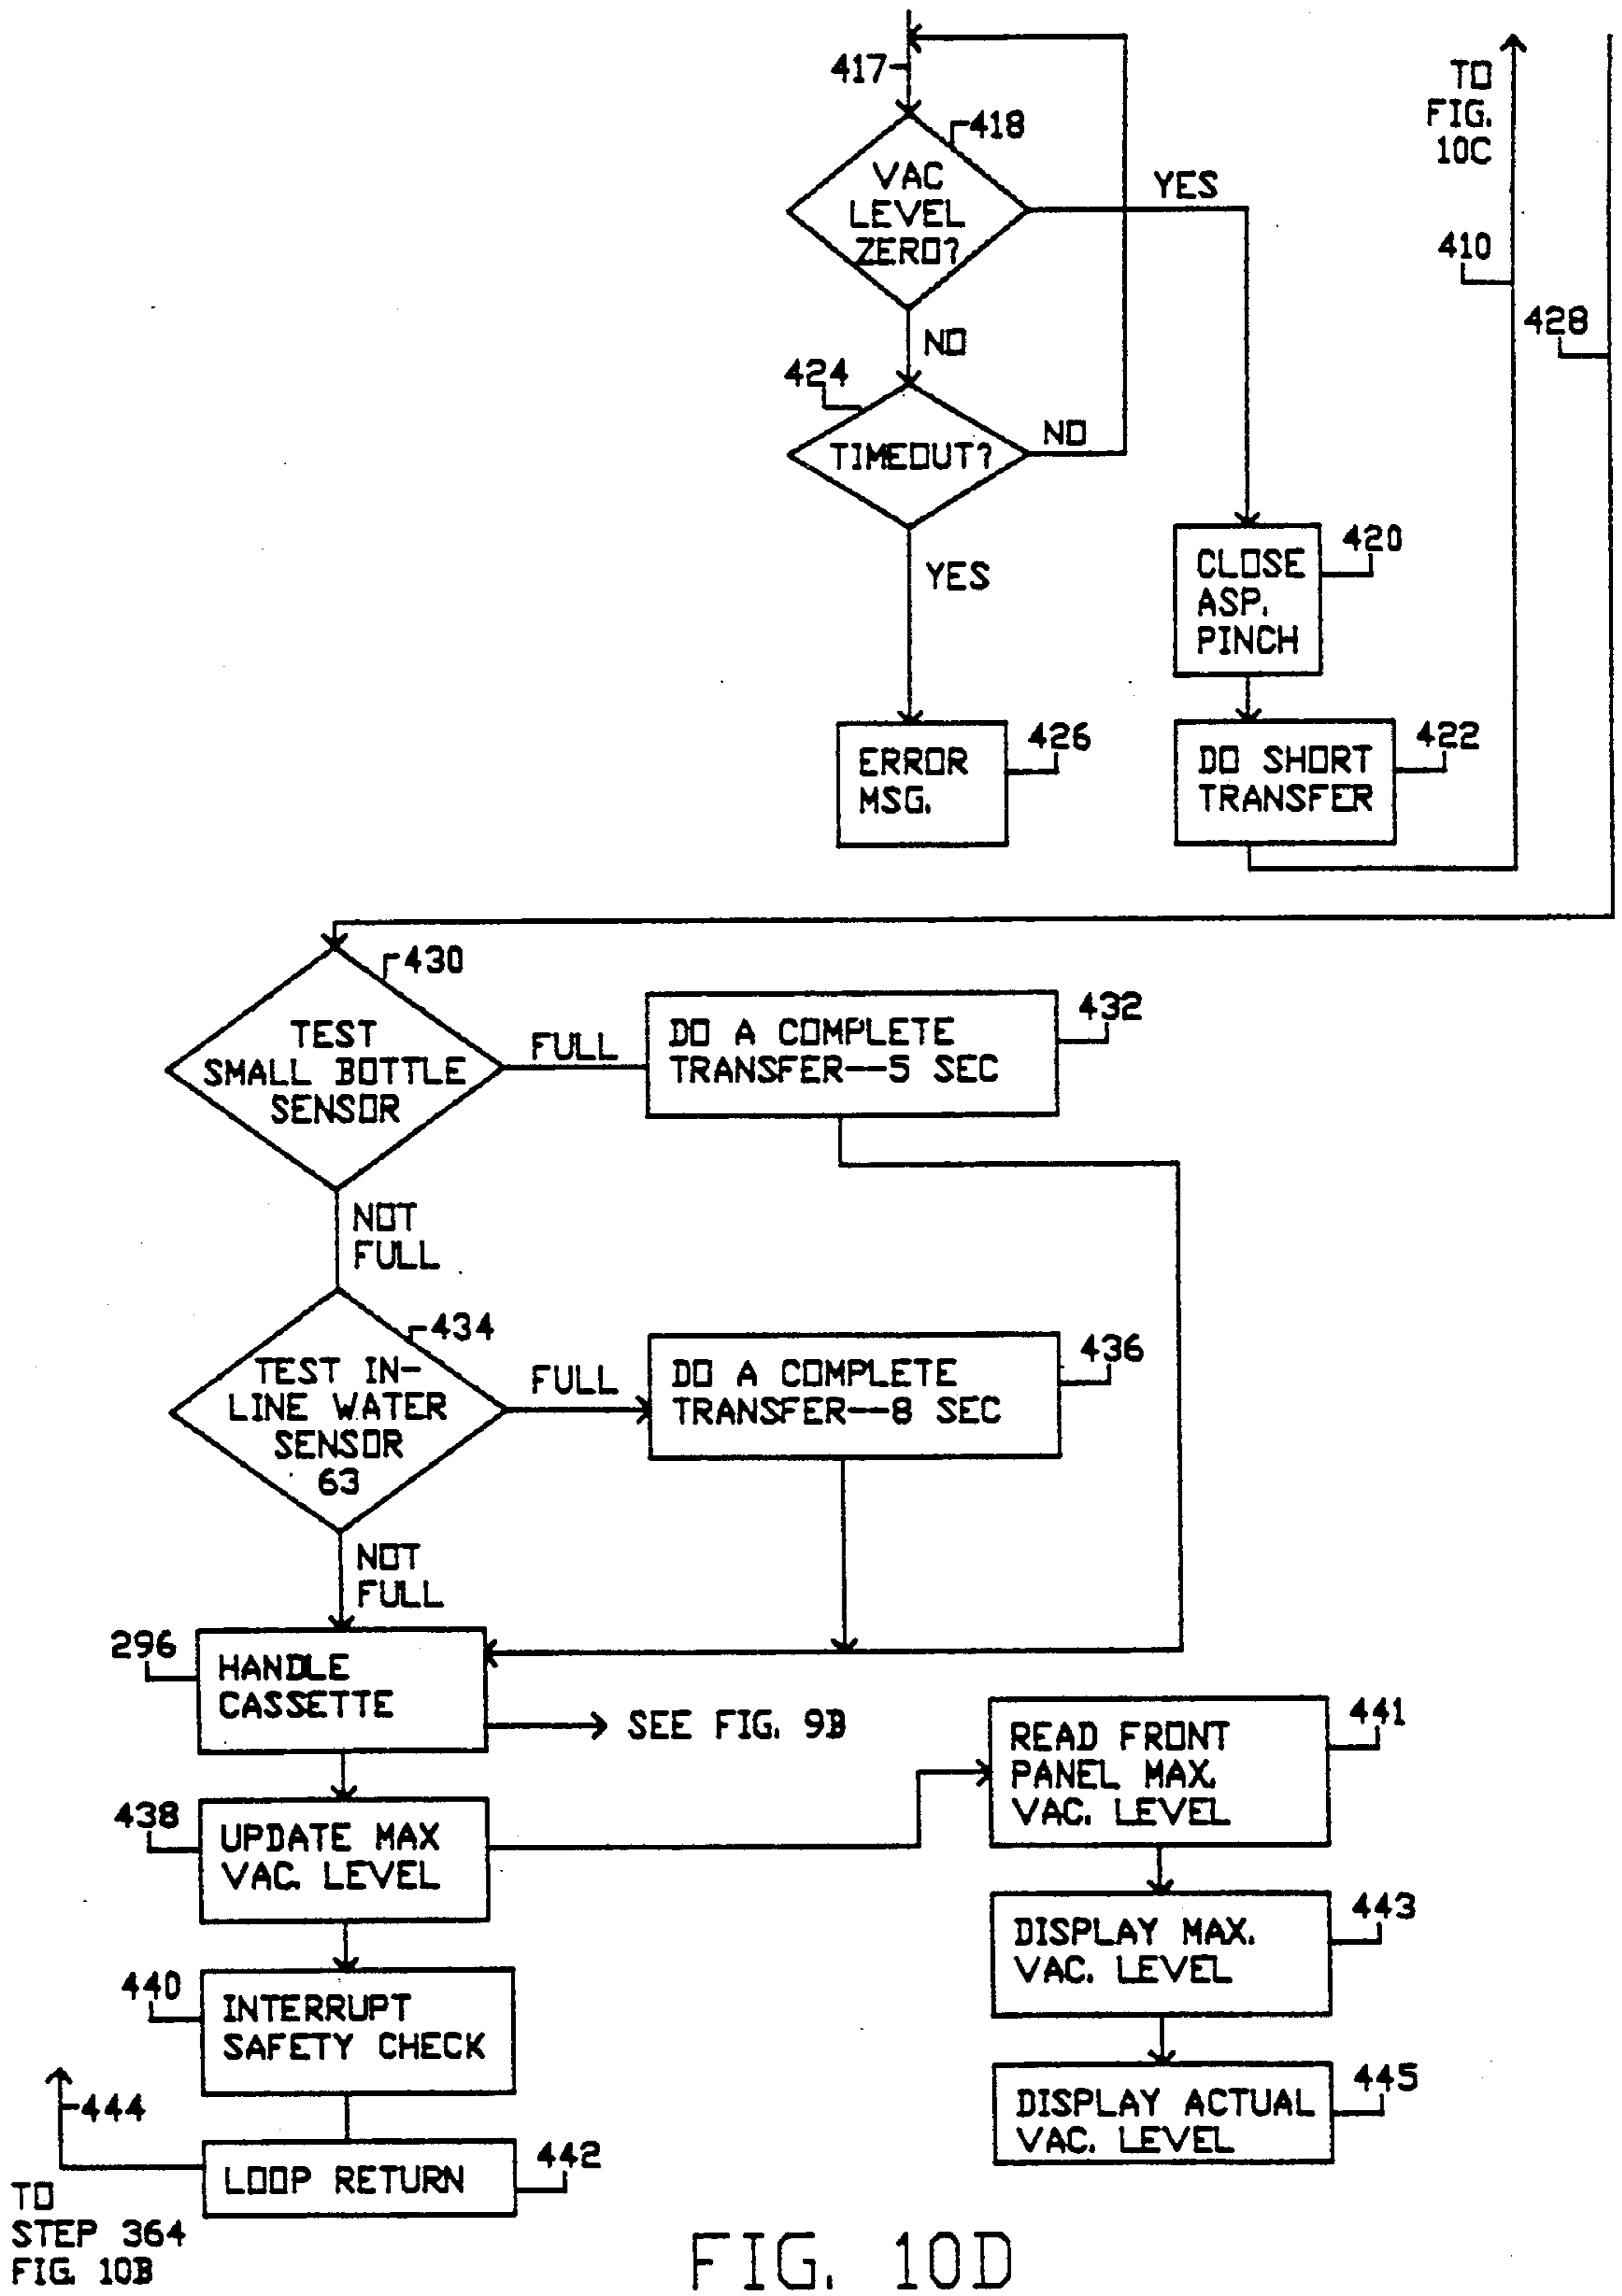 417
418
VAC
LEVEL
ZERO?
YES
TO
FIG.
10C
410
428
NO
424
TIMEOUT?
NO
YES
CLOSE
ASP.
PINCH
420
ERROR
MSG.
426
DO SHORT
TRANSFER
422
430
TEST
SMALL BOTTLE
SENSOR
FULL
DO A COMPLETE
TRANSFER--5 SEC
432
NOT
FULL
434
TEST IN-
LINE WATER
SENSOR
63
FULL
DO A COMPLETE
TRANSFER--8 SEC
436
NOT
FULL
296
HANDLE
CASSETTE
SEE FIG. 9B
READ FRONT
PANEL MAX.
VAC. LEVEL
441
438
UPDATE MAX
VAC. LEVEL
DISPLAY MAX.
VAC. LEVEL
443
440
INTERRUPT
SAFETY CHECK
DISPLAY ACTUAL
VAC. LEVEL
445
444
LOOP RETURN
442
TO
STEP 364
FIG. 10B
FIG. 10D